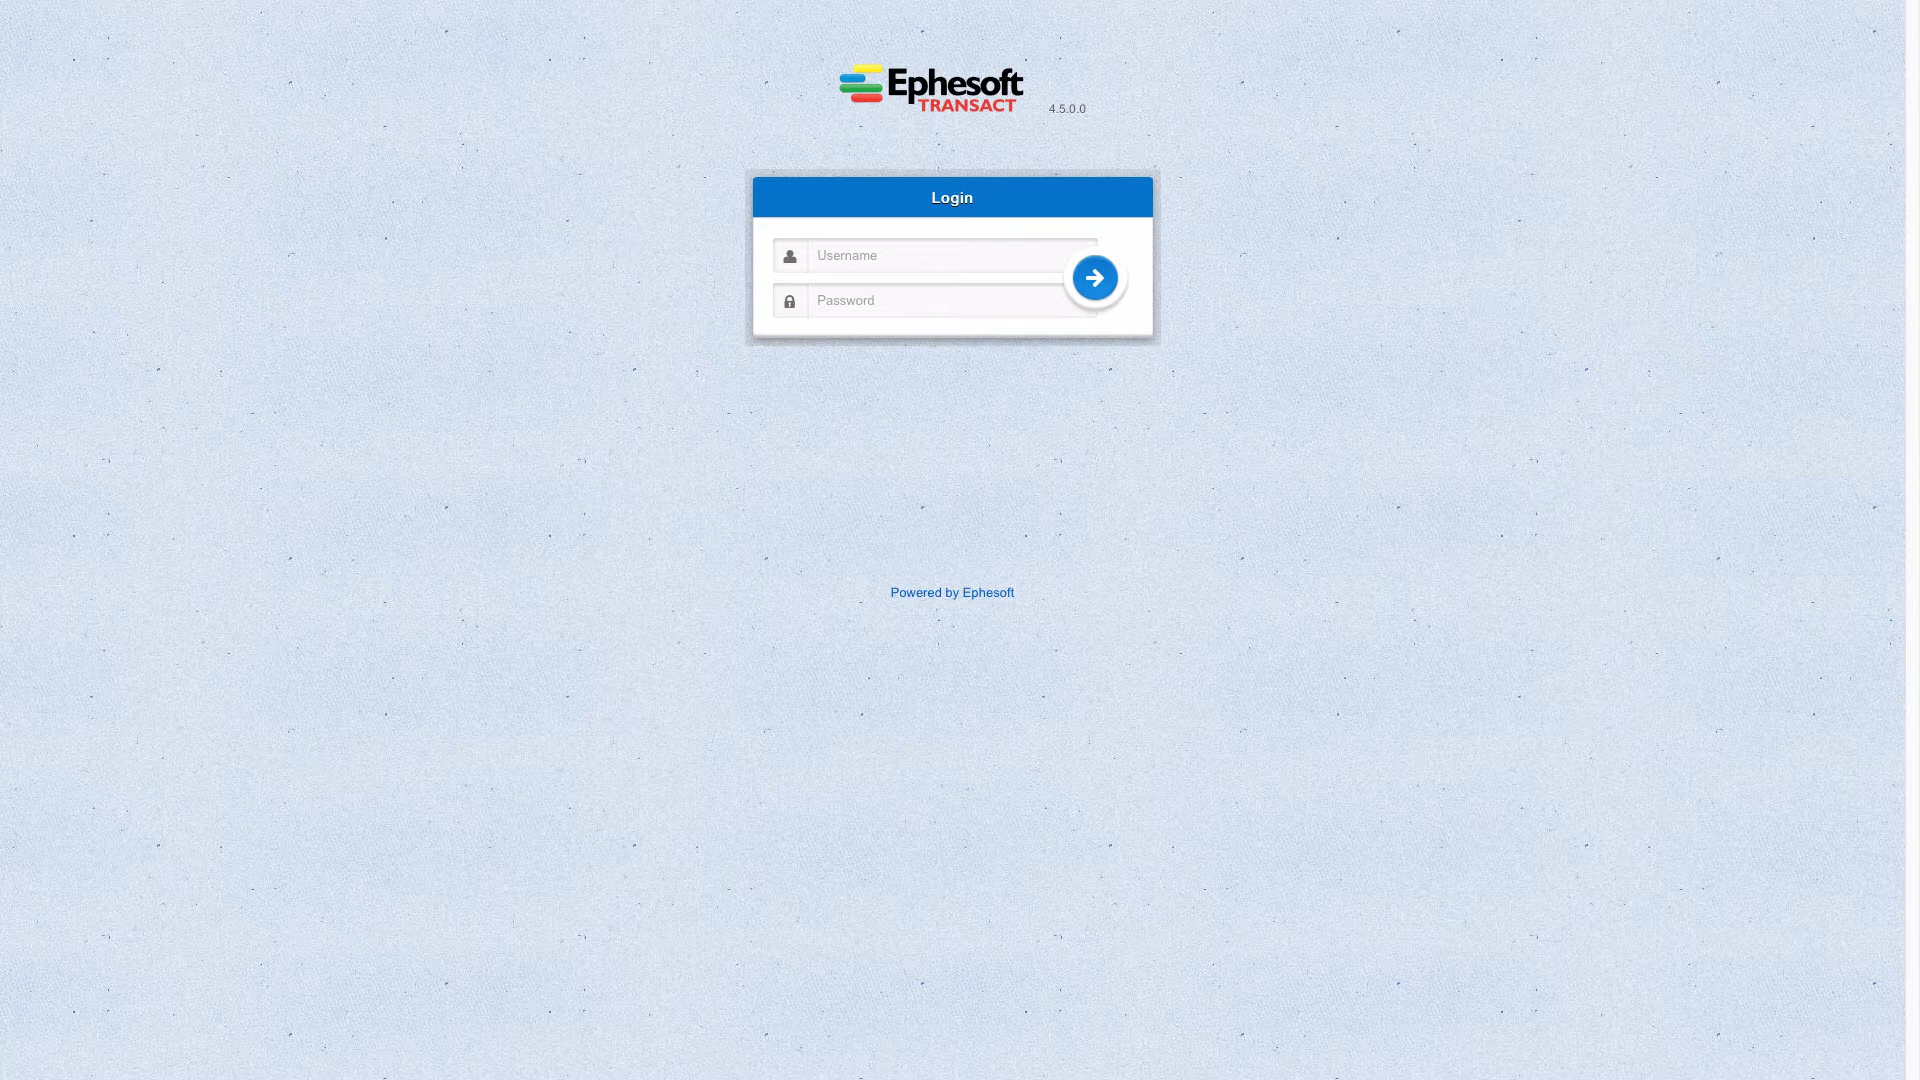 Ephesoft
TRANSACT
4.5.0.0
Login
Username
Password
Powered by Ephesoft